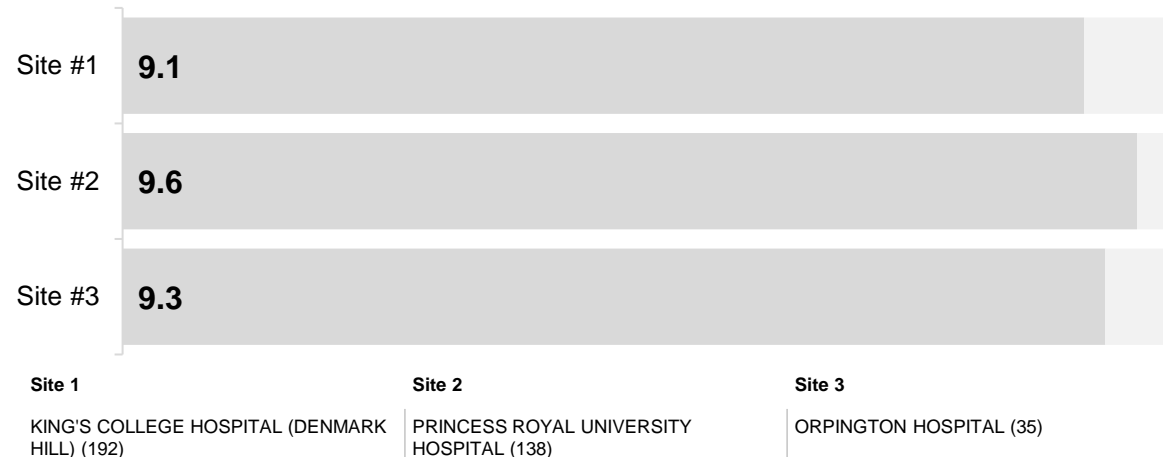 Site #1
9.1
Site #2
9.6
Site #3
9.3
Site 1
Site 2
Site 3
KING'S COLLEGE HOSPITAL (DENMARK
HILL) (192)
PRINCESS ROYAL UNIVERSITY
HOSPITAL (138)
ORPINGTON HOSPITAL (35)